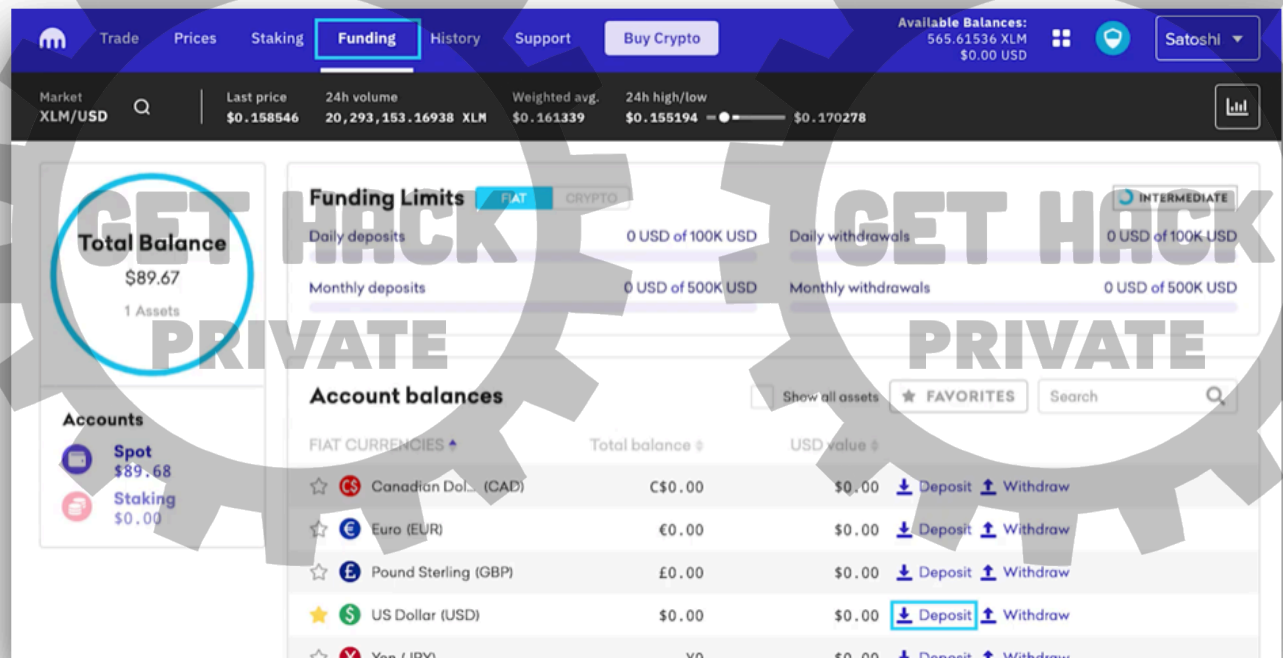 Trade Prices Staking Funding History Support Buy Crypto
Available Balances:
565.61536 XLM
$0.00 USD
Satoshi
Market
XLM/USD
Last price
$0.158546
24h volume
20,293,153.16938 XLM
Weighted avg.
$0.161339
24h high/low
$0.155194 $0.170278
Total Balance
$89.67
1 Assets
Accounts
Spot
$89.68
Staking
$0.00
Funding Limits FIAT CRYPTO INTERMEDIATE
Daily deposits 0 USD of 100K USD Daily withdrawals 0 USD of 100K USD
Monthly deposits 0 USD of 500K USD Monthly withdrawals 0 USD of 500K USD
Account balances Show all assets FAVORITES Search
FIAT CURRENCIES Total balance USD value
C$ Canadian Dol... (CAD) C$0.00 $0.00 Deposit Withdraw
€ Euro (EUR) €0.00 $0.00 Deposit Withdraw
£ Pound Sterling (GBP) £0.00 $0.00 Deposit Withdraw
$ US Dollar (USD) $0.00 $0.00 Deposit Withdraw
Yen (JPY) ¥0 $0.00 Deposit Withdraw
GET HACK
PRIVATE
GET HACK
PRIVATE